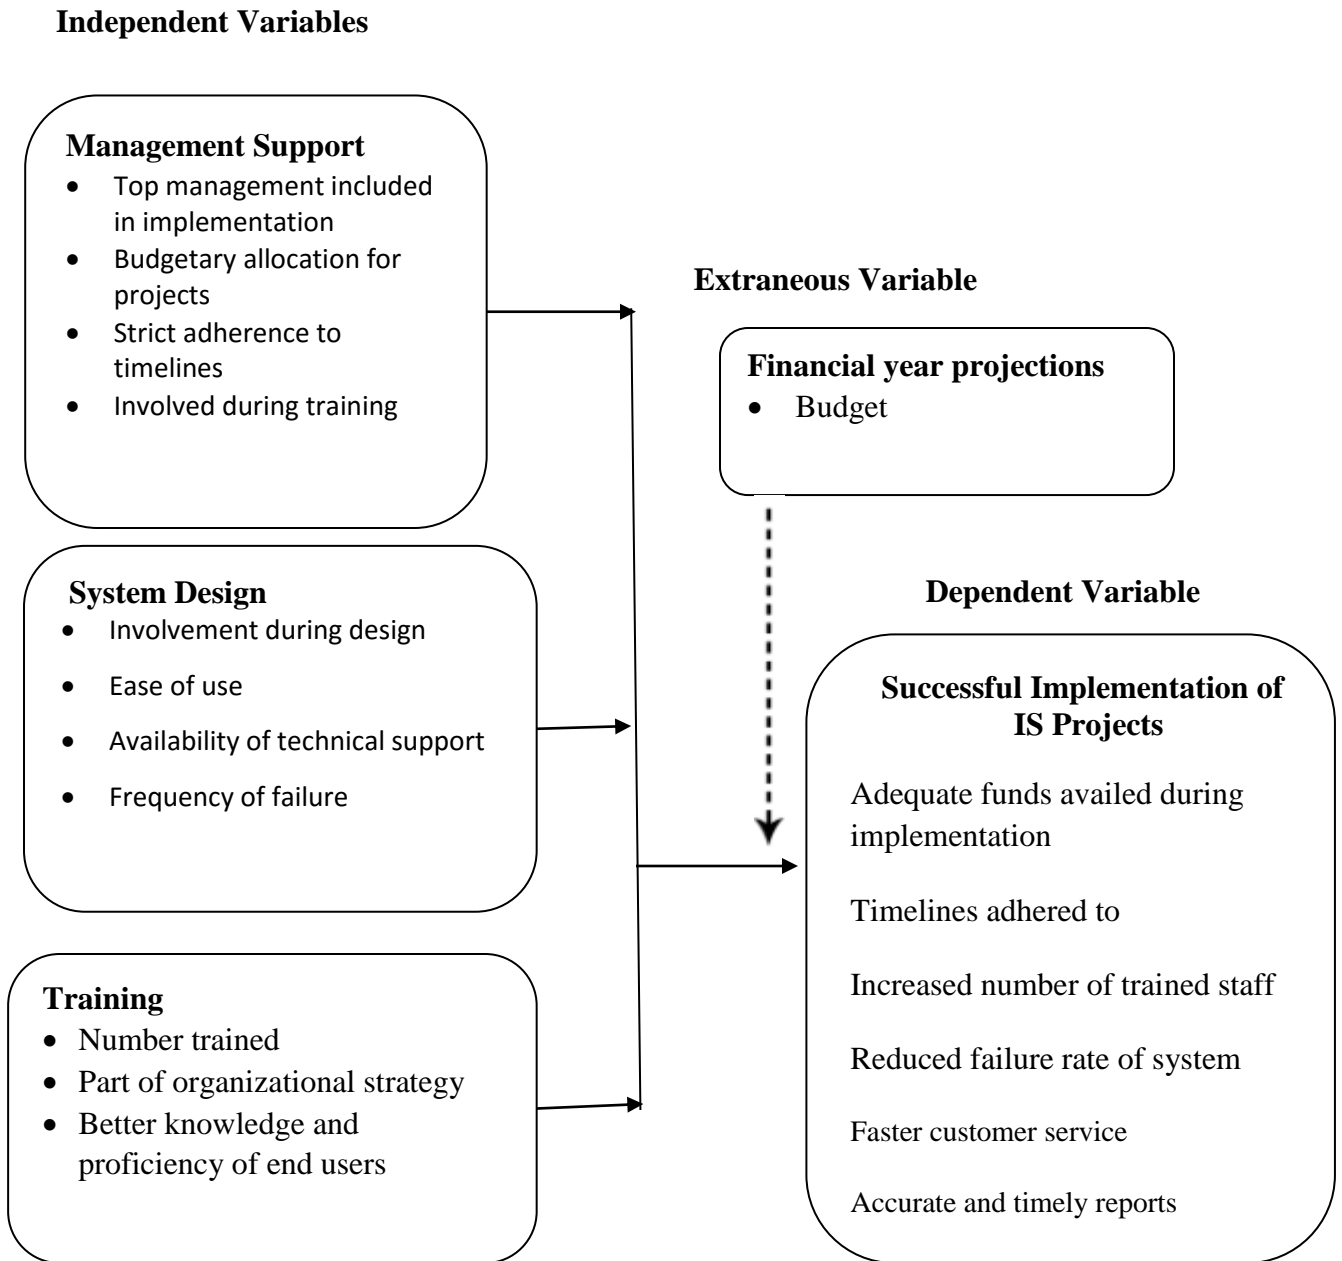 Independent Variables
Management Support
• Top management included
in implementation
• Budgetary allocation for
projects
• Strict adherence to
timelines
• Involved during training
System Design
• Involvement during design
• Ease of use
• Availability of technical support
• Frequency of failure
Training
• Number trained
• Part of organizational strategy
• Better knowledge and
proficiency of end users
Extraneous Variable
Financial year projections
• Budget
Dependent Variable
Successful Implementation of
IS Projects
Adequate funds availed during
implementation
Timelines adhered to
Increased number of trained staff
Reduced failure rate of system
Faster customer service
Accurate and timely reports